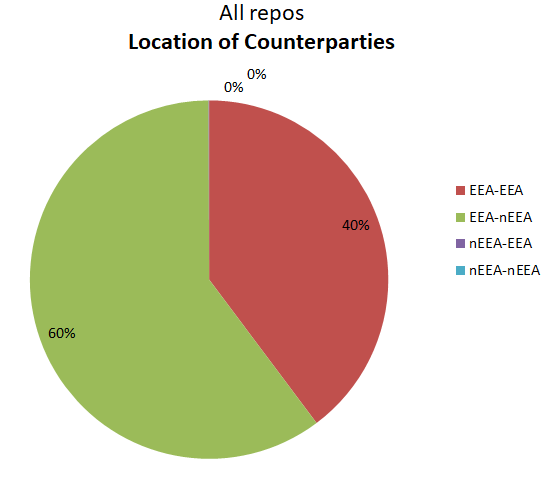 All repos
Location of Counterparties
0%
0%
EEA-EEA
EEA-nEEA
nEEA-EEA
nEEA-nEEA
40%
60%